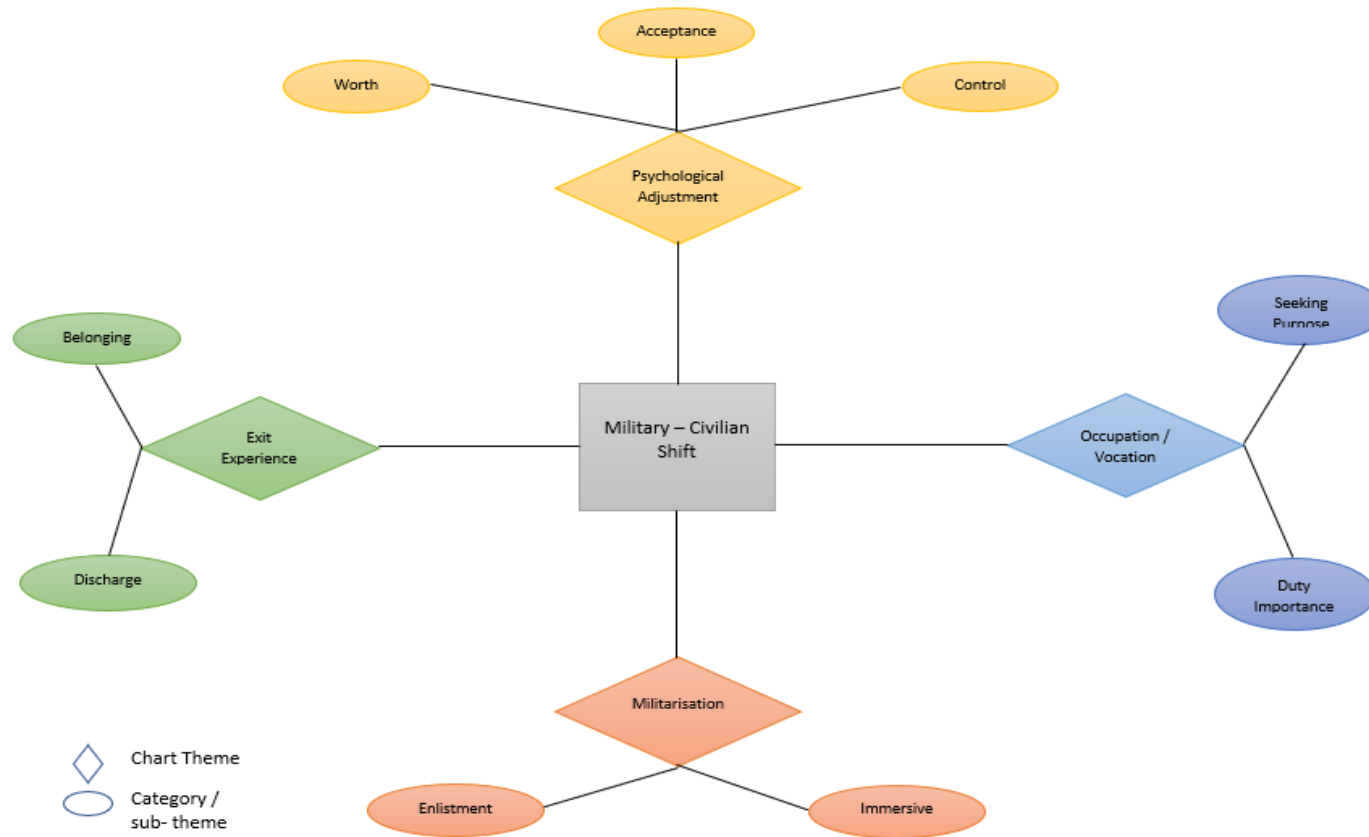 Acceptance
Worth
Control
Psychological
Adjustment
Seeking
Purpose
Belonging
Exit
Experience
Military – Civilian
Shift
Occupation /
Vocation
Discharge
Duty
Importance
Militarisation
Enlistment
Immersive
Chart Theme
Category /
sub- theme